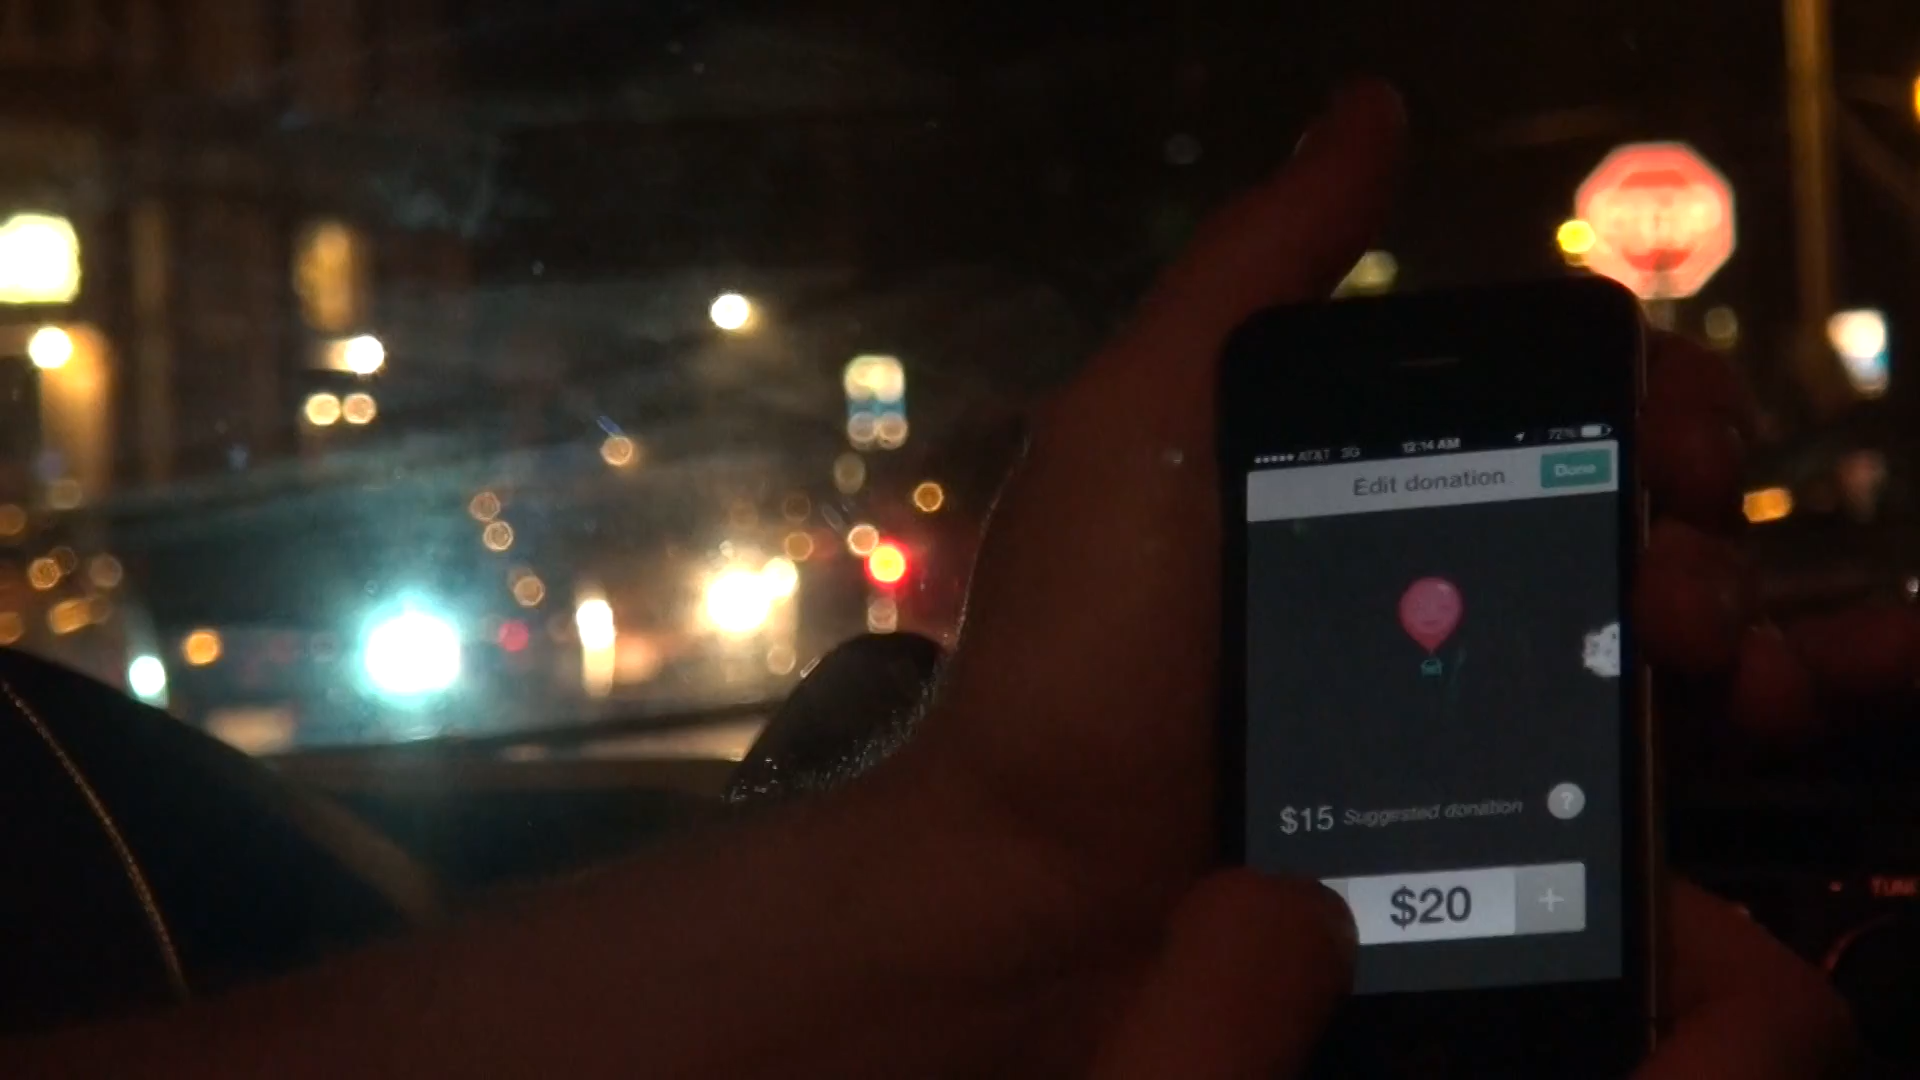 AT&T 3G 12:14 AM 72%
Edit donation Done
$15 Suggested donation ?
$20 +